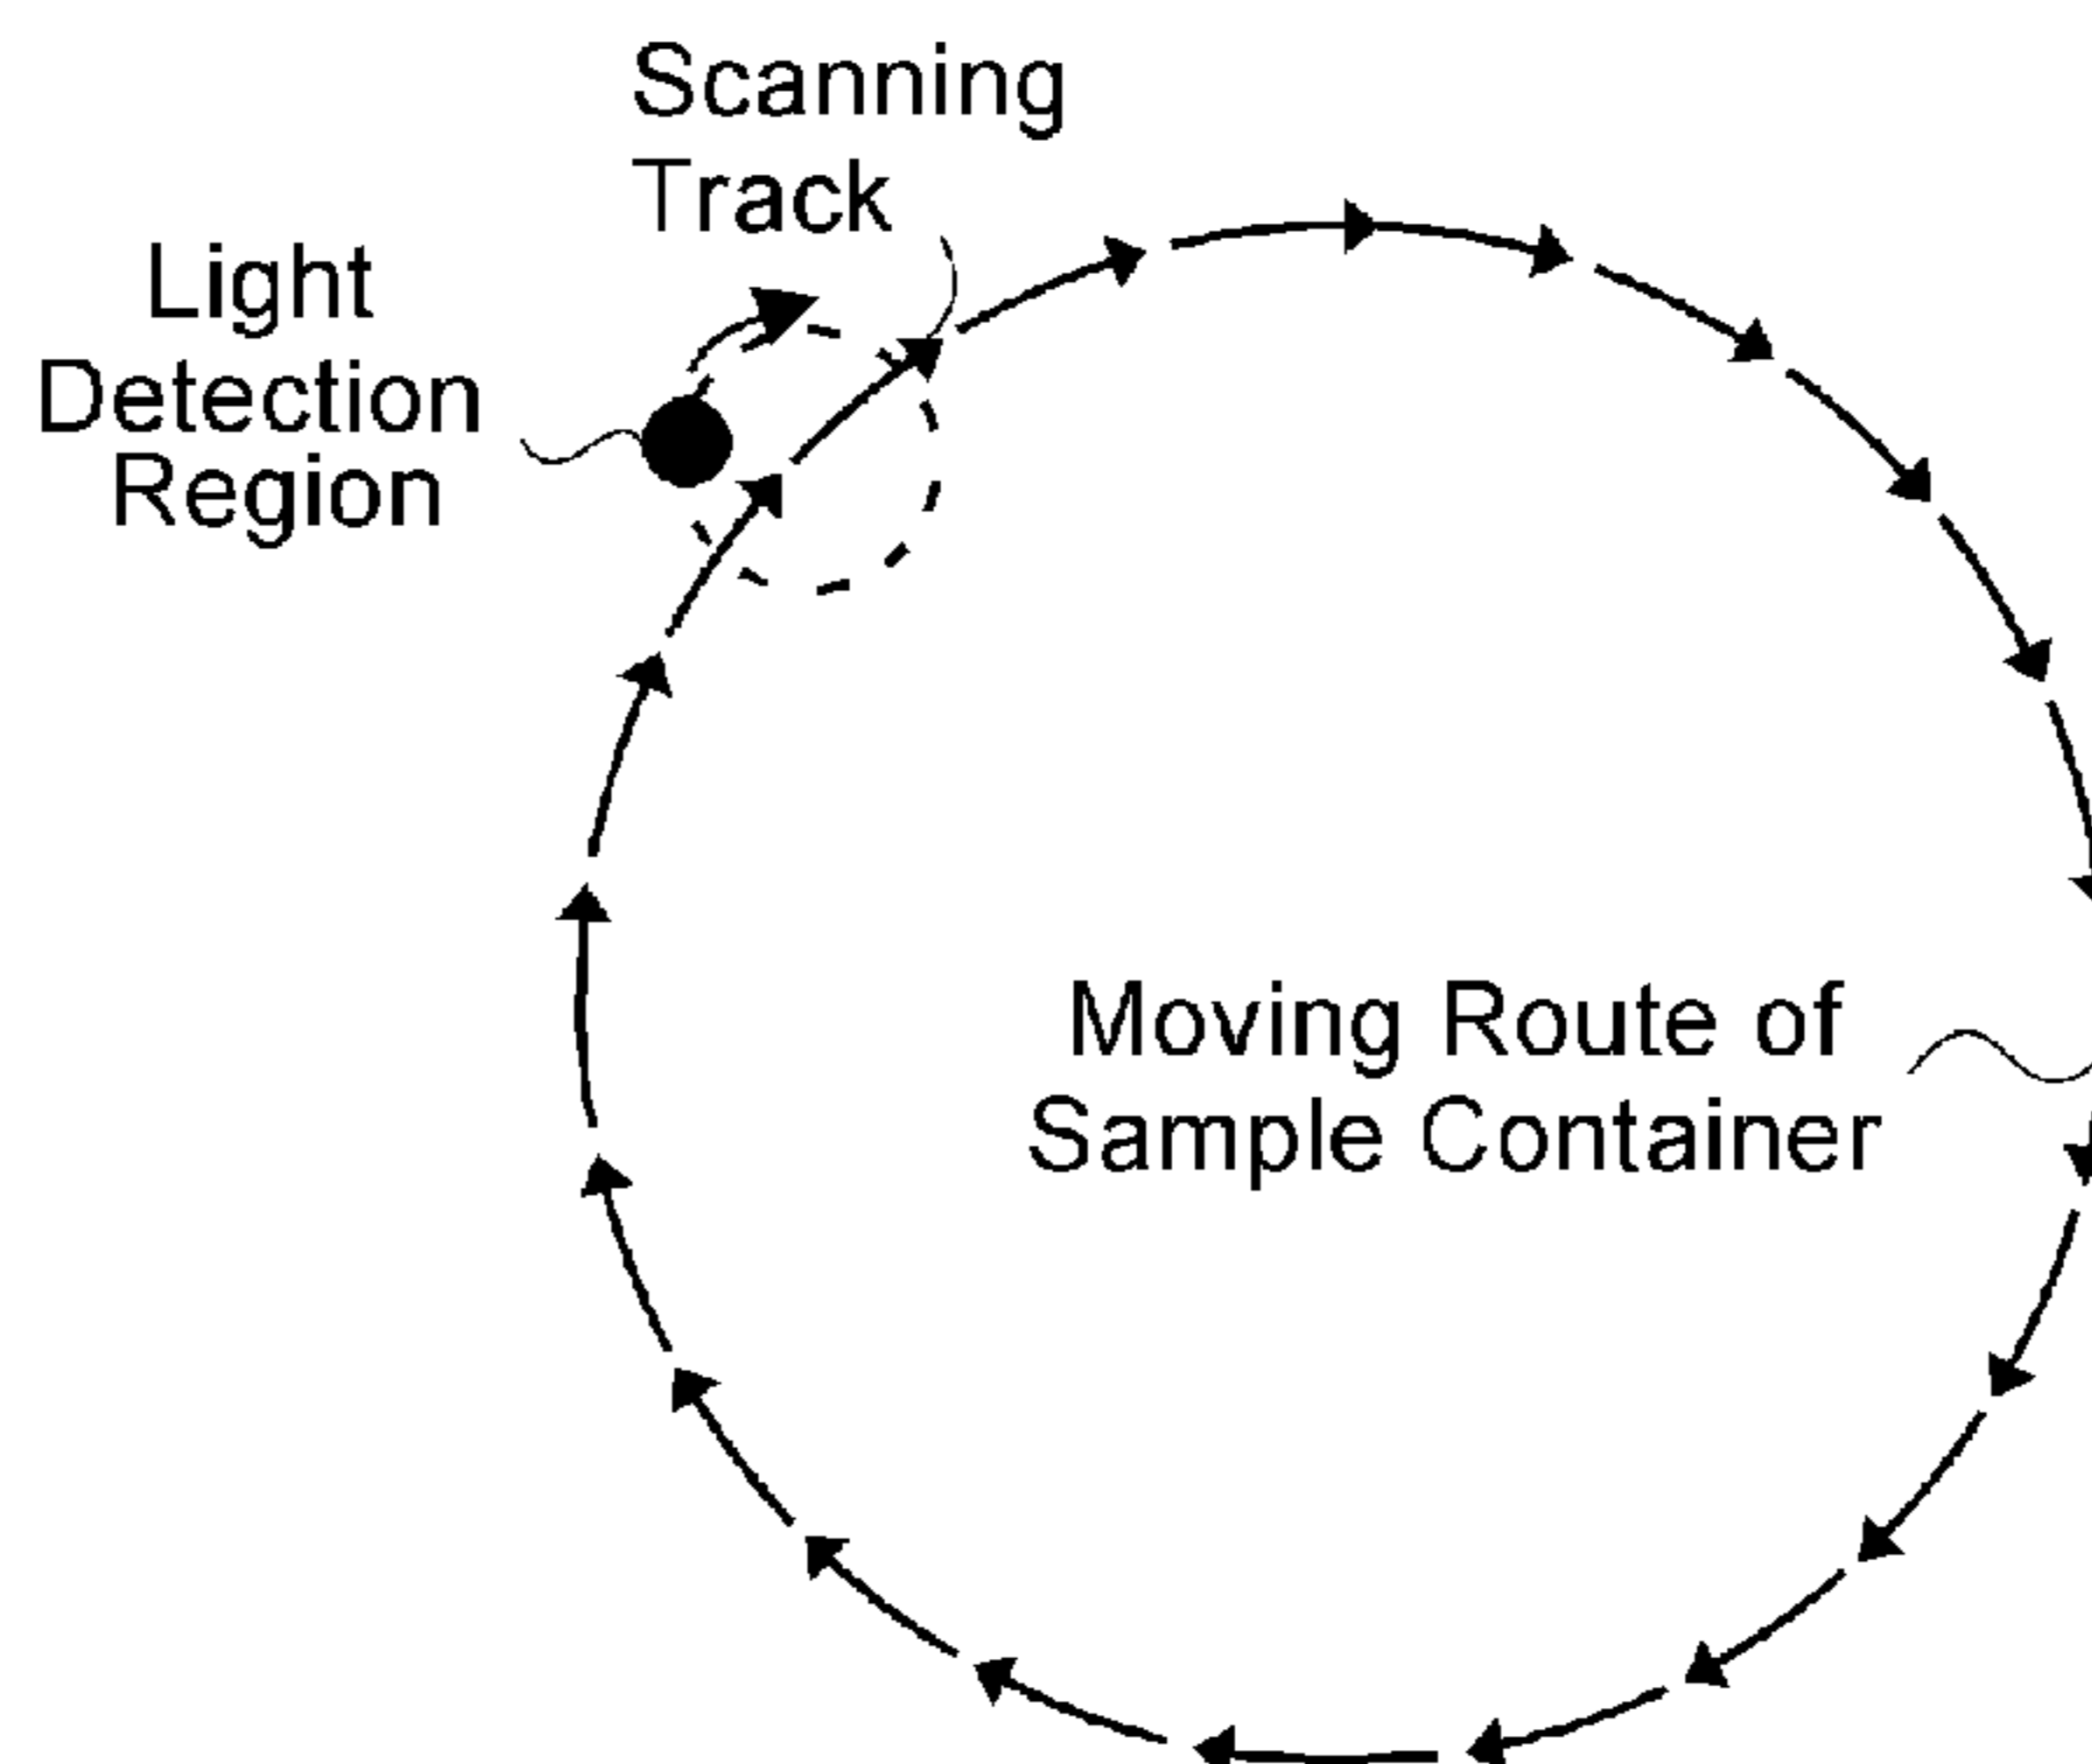 Scanning
Track
Light
Detection
Region
Moving Route of
Sample Container